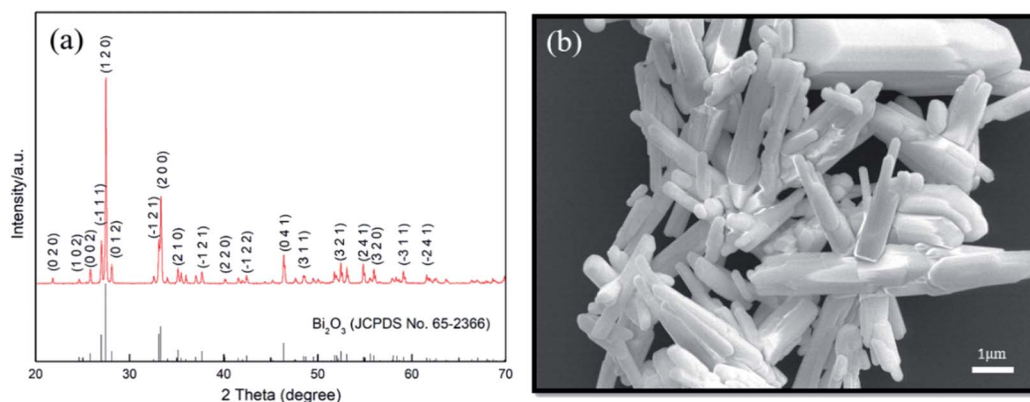 (a)
Intensity/a.u.
(0 2 0)
(1 0 2)
(0 0 2)
(-1 1 1)
(1 2 0)
(0 1 2)
(-1 2 1)
(2 0 0)
(2 1 0)
(-1 2 1)
(2 2 0)
(-1 2 2)
(0 4 1)
(3 1 1)
(3 2 1)
(2 4 1)
(3 2 0)
(-3 1 1)
(-2 4 1)
Bi₂O₃ (JCPDS No. 65-2366)
20 30 40 50 60 70
2 Theta (degree)
(b)
1μm